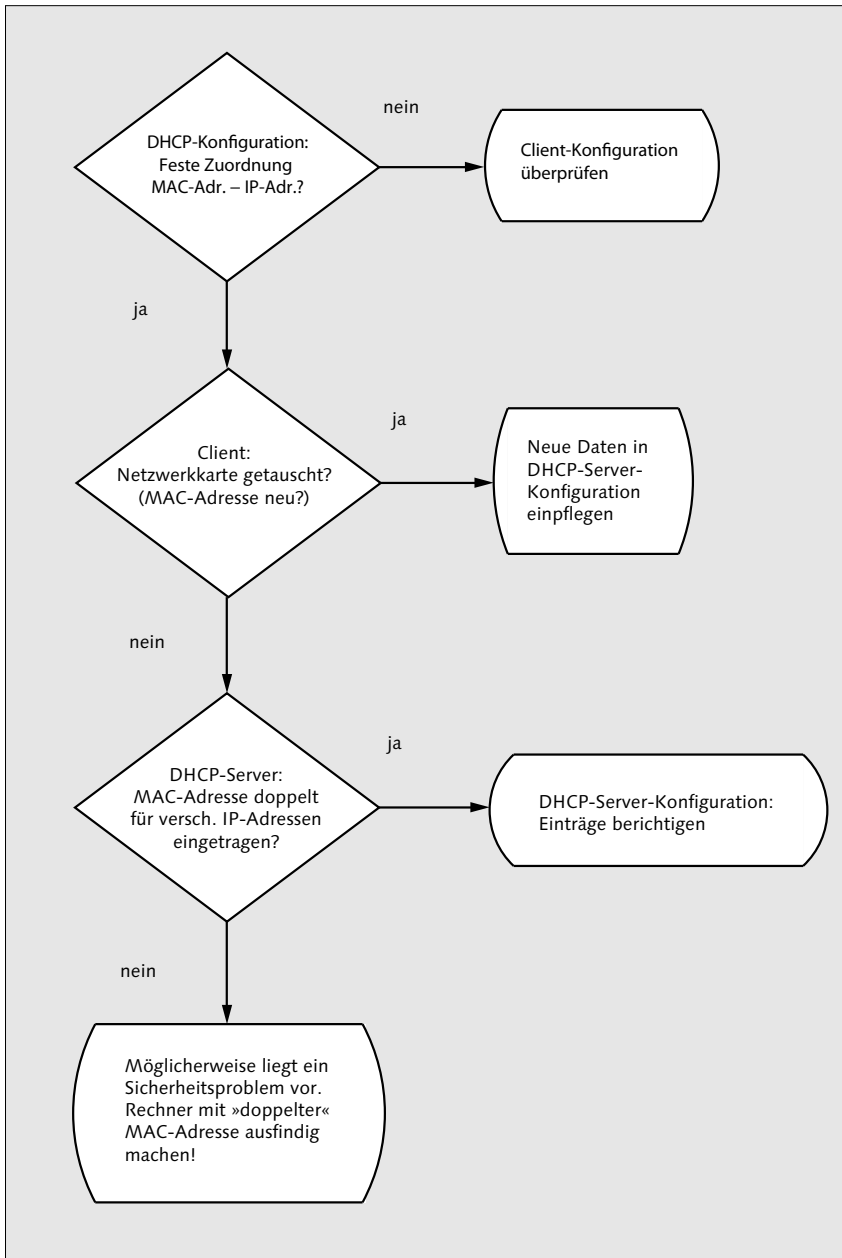 DHCP-Konfiguration:
Feste Zuordnung
MAC-Adr. – IP-Adr.?
nein
Client-Konfiguration
überprüfen
ja
Client:
Netzwerkkarte getauscht?
(MAC-Adresse neu?)
ja
Neue Daten in
DHCP-Server-
Konfiguration
einpflegen
nein
DHCP-Server:
MAC-Adresse doppelt
für versch. IP-Adressen
eingetragen?
ja
DHCP-Server-Konfiguration:
Einträge berichtigen
nein
Möglicherweise liegt ein
Sicherheitsproblem vor.
Rechner mit »doppelter«
MAC-Adresse ausfindig
machen!